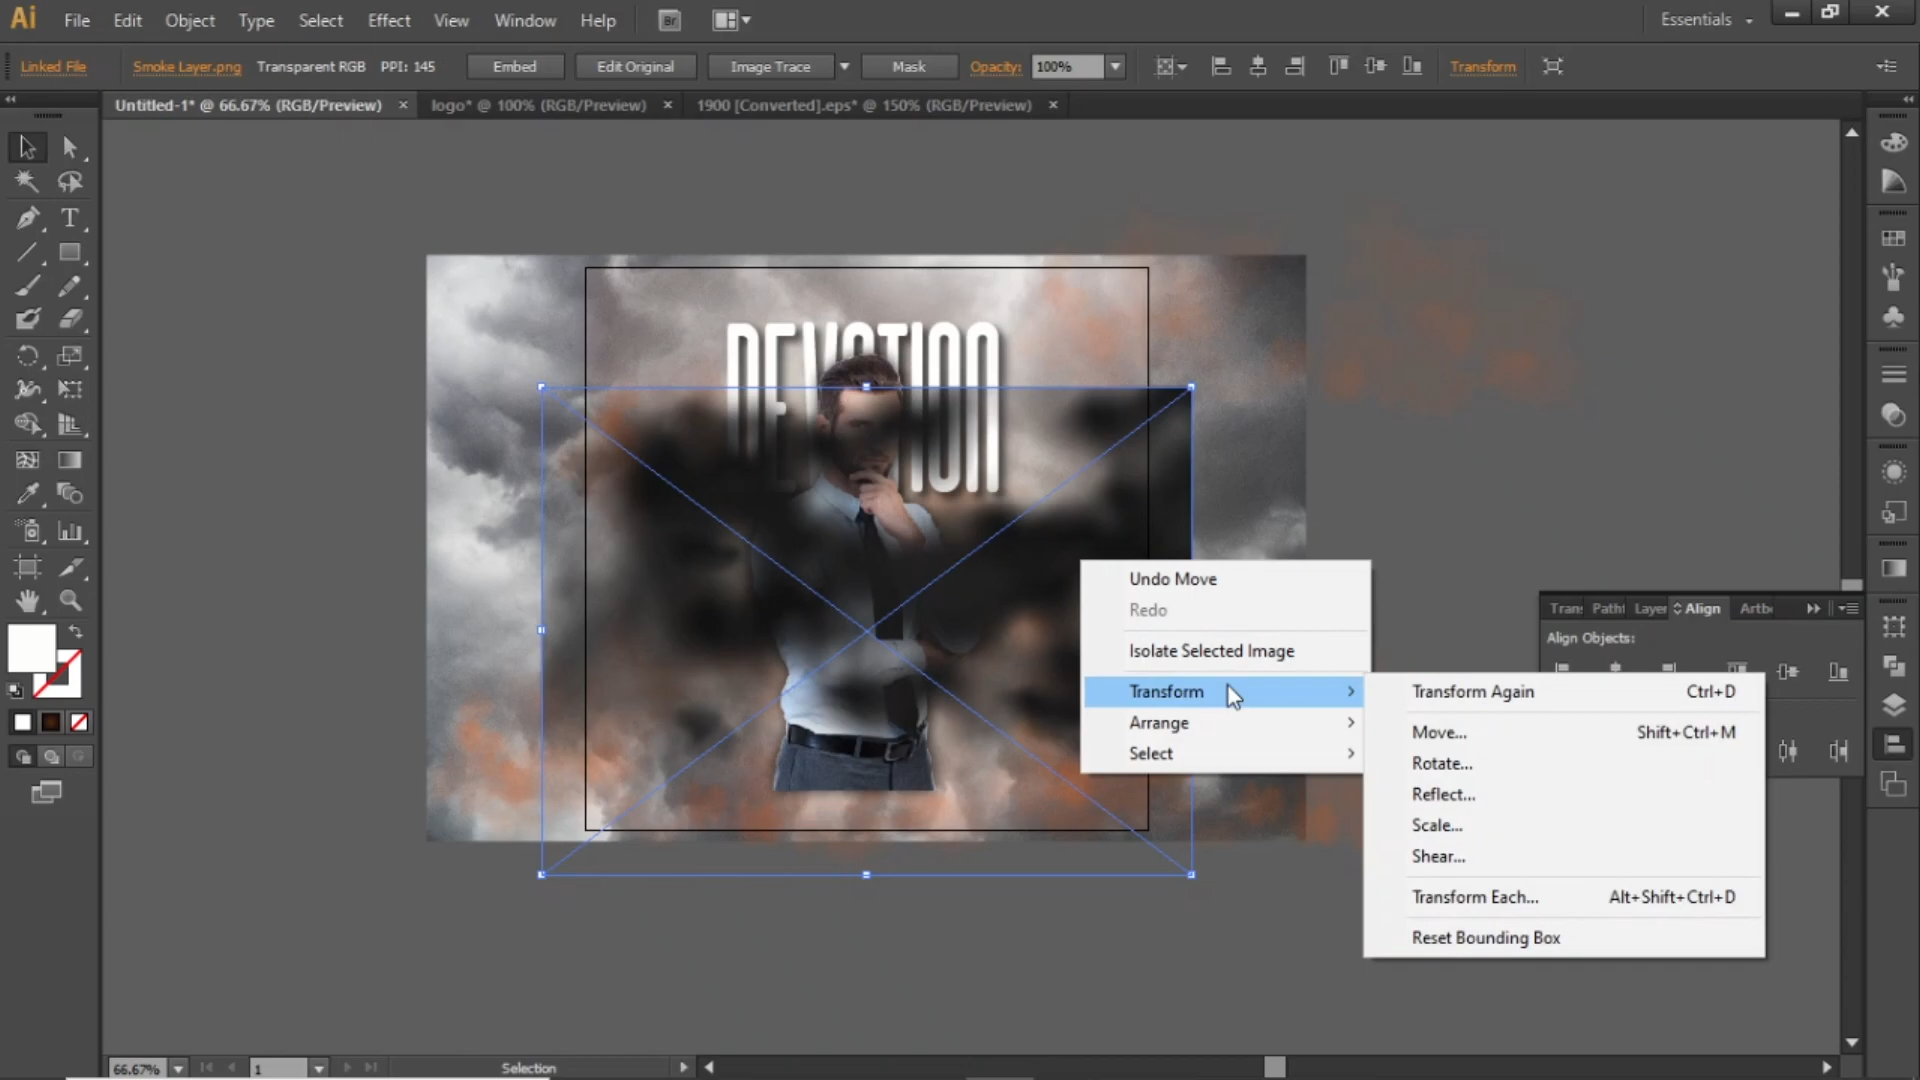 Ai File Edit Object Type Select Effect View Window Help Br Essentials
Linked File Smoke Layer.png Transparent RGB PPI: 145 Embed Edit Original Image Trace Mask Opacity: 100% Transform
Untitled-1* @ 66.67% (RGB/Preview) × logo* @ 100% (RGB/Preview) × 1900 [Converted].eps* @ 150% (RGB/Preview) ×
DEVOTION
Undo Move
Redo
Isolate Selected Image
Transform
Arrange
Select
Layer Align
Align Objects:
Transform Again Ctrl+D
Move... Shift+Ctrl+M
Rotate...
Reflect...
Scale...
Shear...
Transform Each... Alt+Shift+Ctrl+D
Reset Bounding Box
66.67% 1 Selection